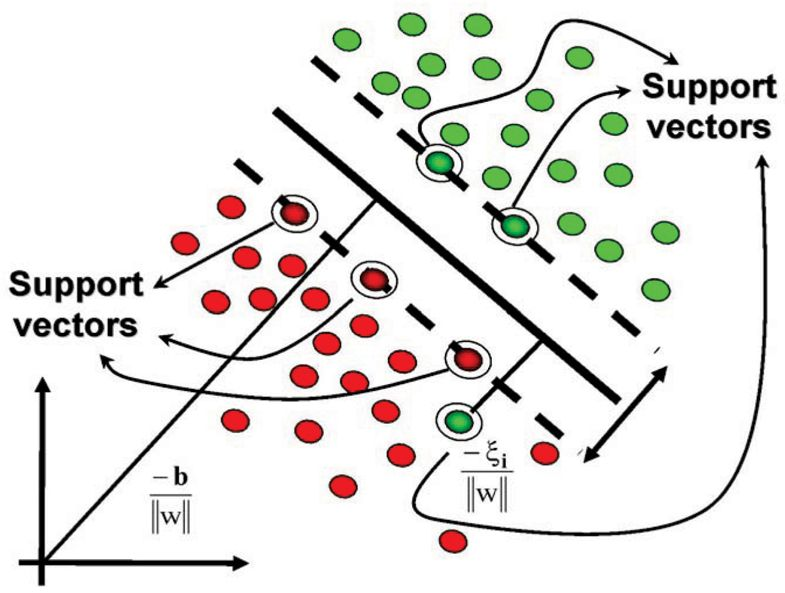 Support
vectors
Support
vectors
−b
‖w‖
−ξi
‖w‖